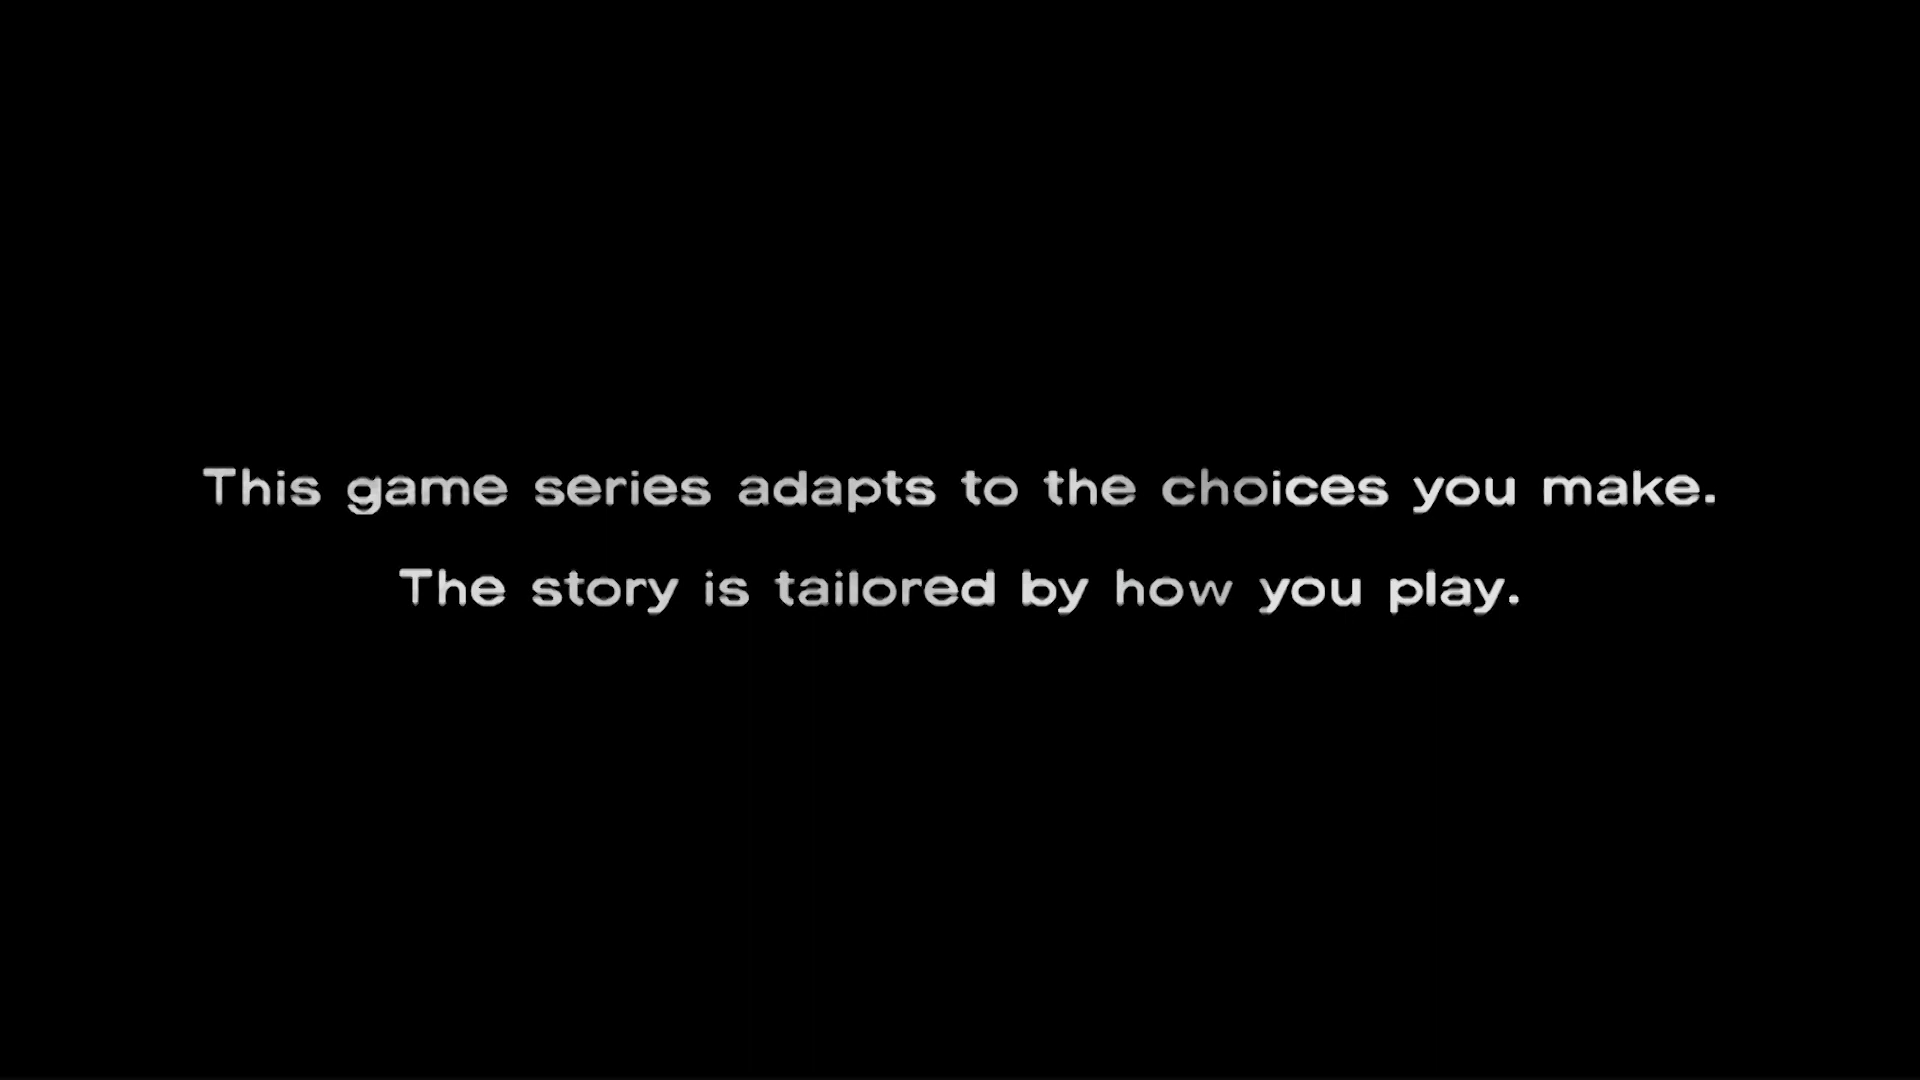 This game series adapts to the choices you make.
The story is tailored by how you play.